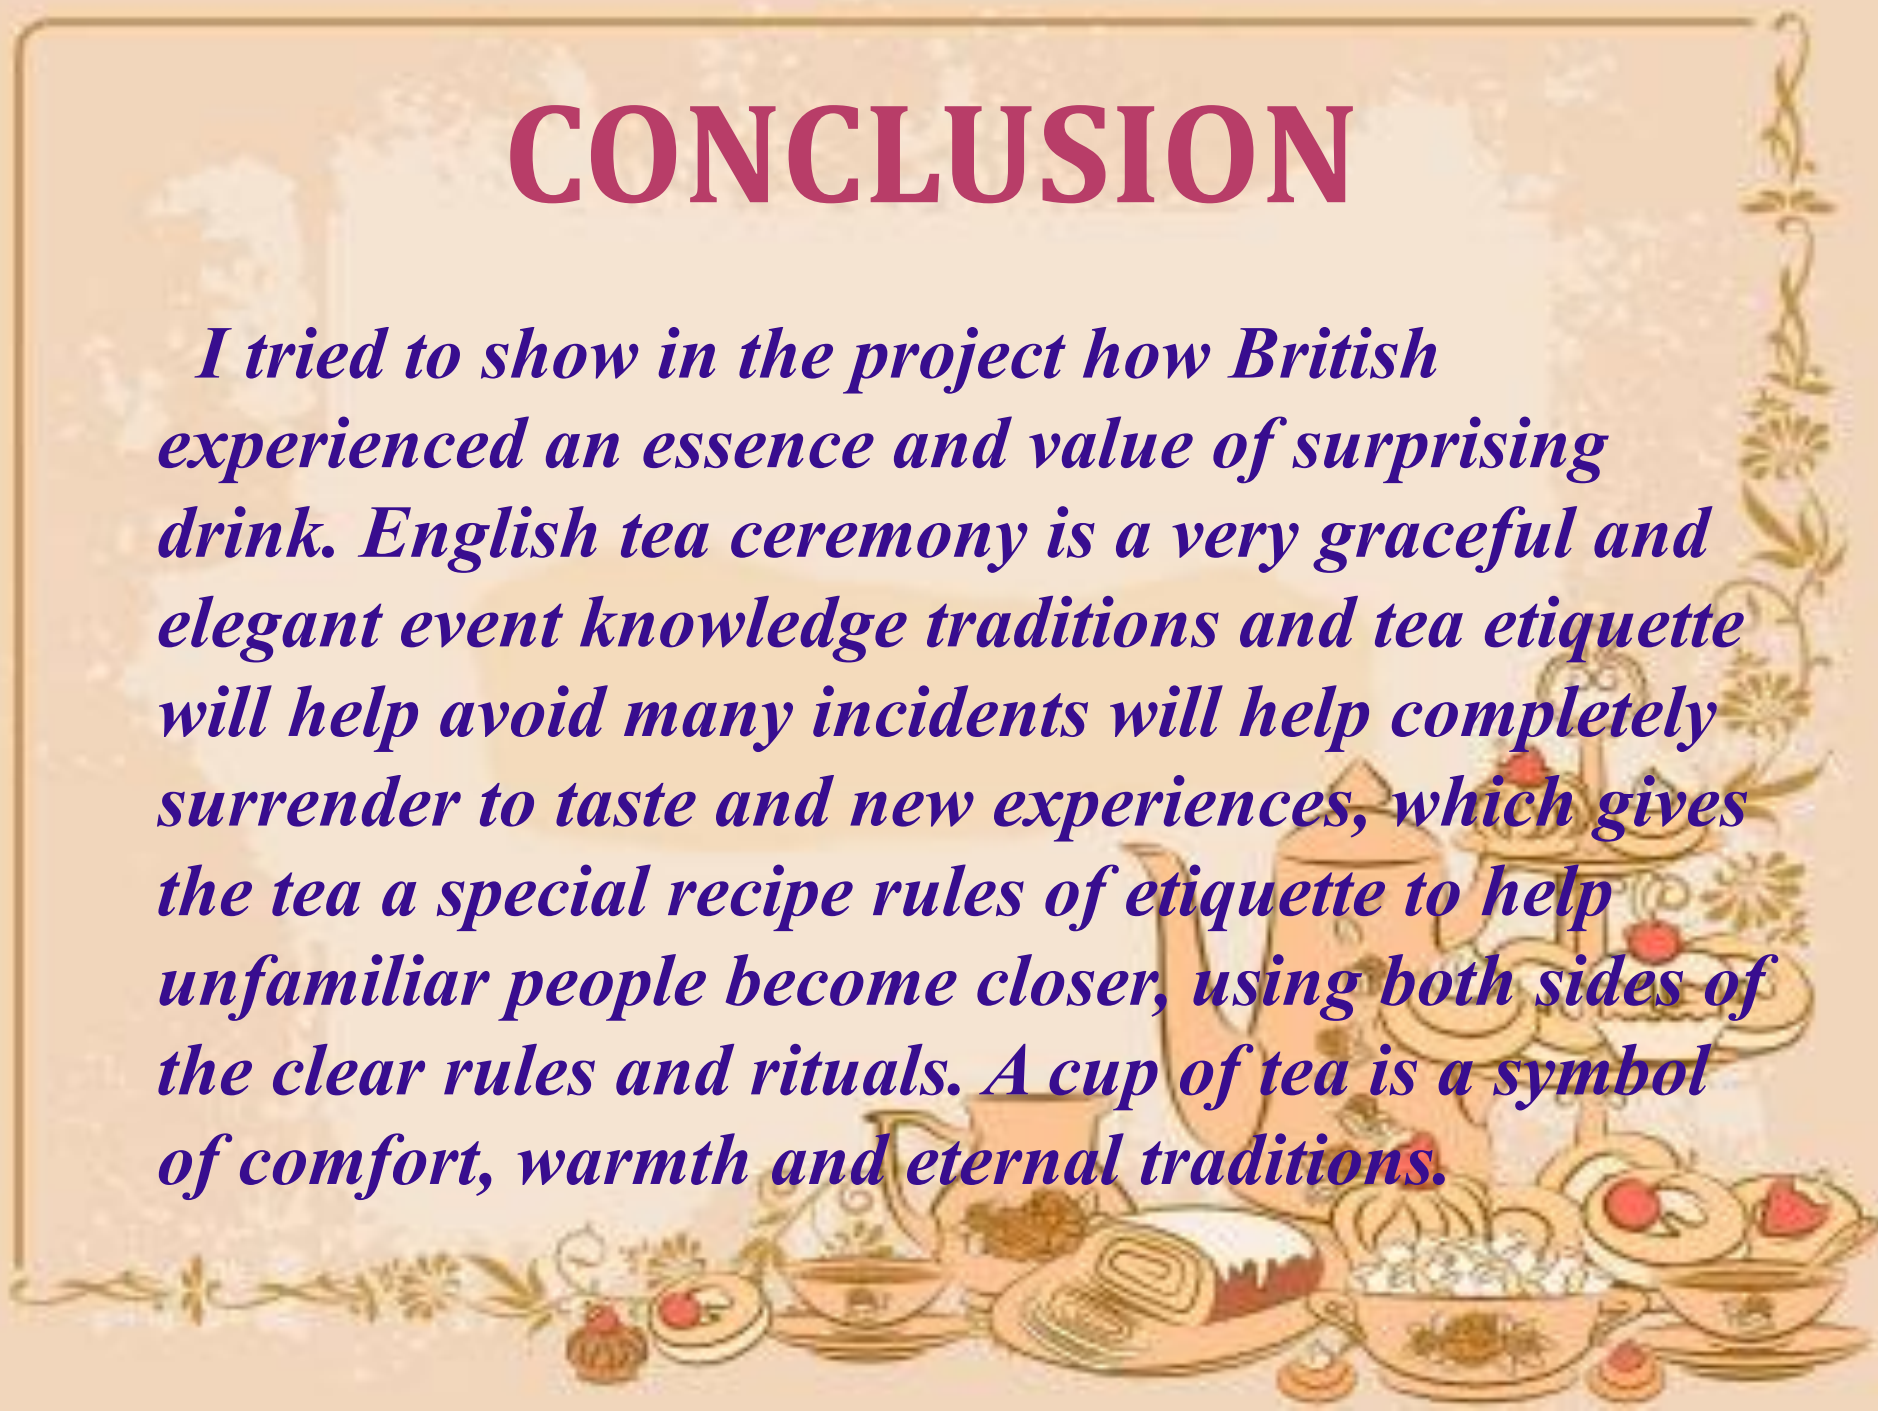 CONCLUSION
I tried to show in the project how British
experienced an essence and value of surprising
drink. English tea ceremony is a very graceful and
elegant event knowledge traditions and tea etiquette
will help avoid many incidents will help completely
surrender to taste and new experiences, which gives
the tea a special recipe rules of etiquette to help
unfamiliar people become closer, using both sides of
the clear rules and rituals. A cup of tea is a symbol
of comfort, warmth and eternal traditions.